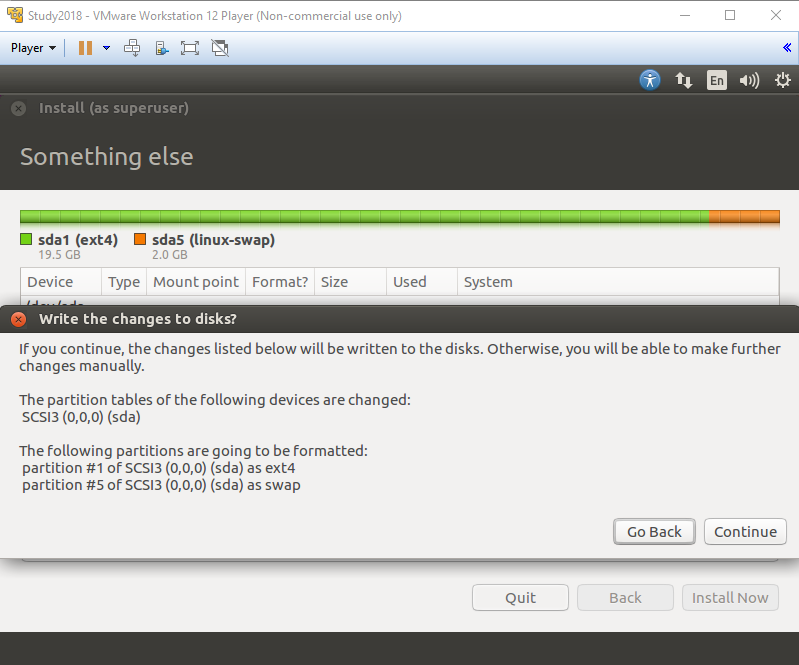 Study2018 - VMware Workstation 12 Player (Non-commercial use only)
Player
En
Install (as superuser)
Something else
sda1 (ext4) sda5 (linux-swap)
19.5 GB 2.0 GB
Device Type Mount point Format? Size Used System
/dev/sda
Write the changes to disks?
If you continue, the changes listed below will be written to the disks. Otherwise, you will be able to make further
changes manually.
The partition tables of the following devices are changed:
SCSI3 (0,0,0) (sda)
The following partitions are going to be formatted:
partition #1 of SCSI3 (0,0,0) (sda) as ext4
partition #5 of SCSI3 (0,0,0) (sda) as swap
Go Back Continue
Quit Back Install Now